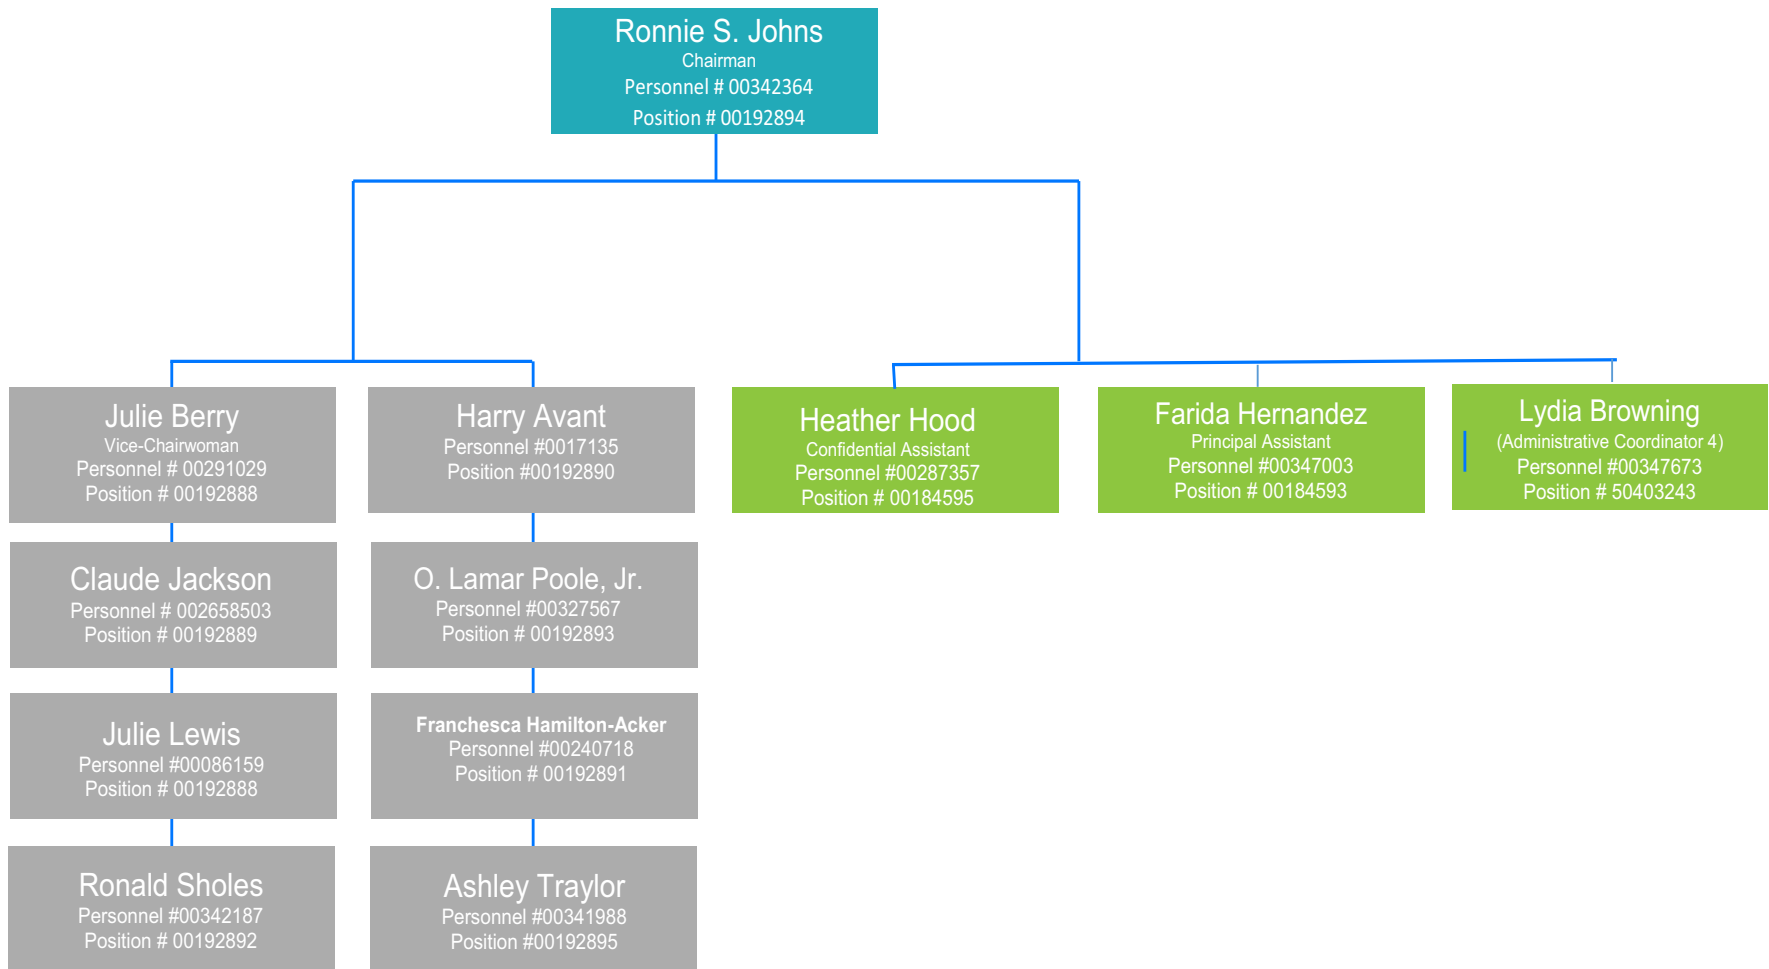 Ronnie S. Johns
Chairman
Personnel # 00342364
Position # 00192894
Julie Berry
Vice-Chairwoman
Personnel # 00291029
Position # 00192888
Harry Avant
Personnel #0017135
Position #00192890
Heather Hood
Confidential Assistant
Personnel #00287357
Position # 00184595
Farida Hernandez
Principal Assistant
Personnel #00347003
Position # 00184593
Lydia Browning
(Administrative Coordinator 4)
Personnel #00347673
Position # 50403243
Claude Jackson
Personnel # 002658503
Position # 00192889
O. Lamar Poole, Jr.
Personnel #00327567
Position # 00192893
Julie Lewis
Personnel #00086159
Position # 00192888
Franchesca Hamilton-Acker
Personnel #00240718
Position # 00192891
Ronald Sholes
Personnel #00342187
Position # 00192892
Ashley Traylor
Personnel #00341988
Position #00192895